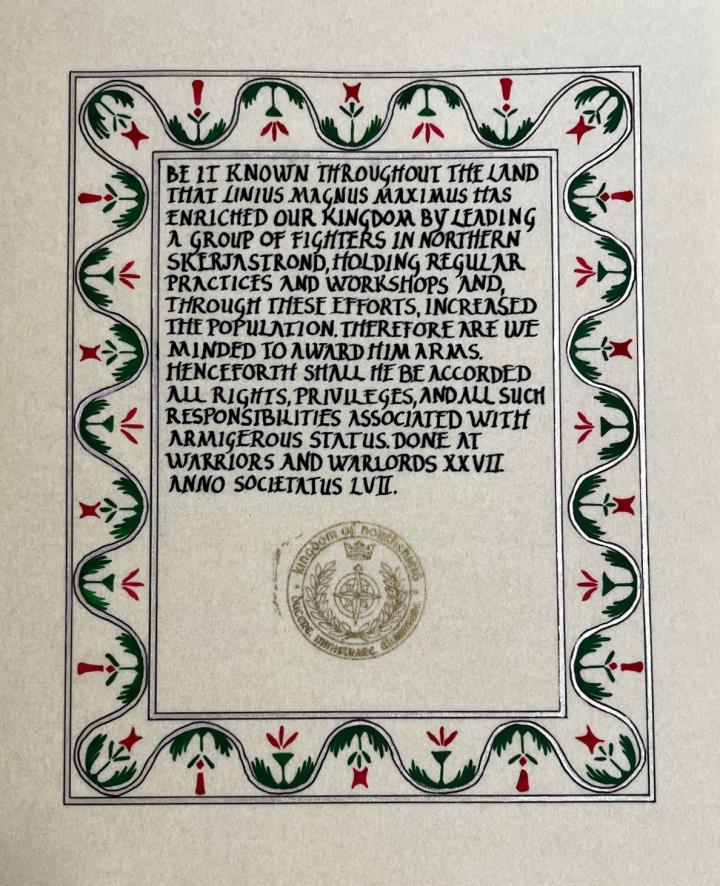 BE IT KNOWN THROUGHOUT THE LAND
THAT LINIUS MAGNUS MAXIMUS HAS
ENRICHED OUR KINGDOM BY LEADING
A GROUP OF FIGHTERS IN NORTHERN
SKERJASTROND, HOLDING REGULAR
PRACTICES AND WORKSHOPS AND,
THROUGH THESE EFFORTS, INCREASED
THE POPULATION. THEREFORE ARE WE
MINDED TO AWARD HIM ARMS.
HENCEFORTH SHALL HE BE ACCORDED
ALL RIGHTS, PRIVILEGES, AND ALL SUCH
RESPONSIBILITIES ASSOCIATED WITH
ARMIGEROUS STATUS. DONE AT
WARRIORS AND WARLORDS XXVII
ANNO SOCIETATUS LVII.
Kingdom of Northshield
Ducere Ministrare